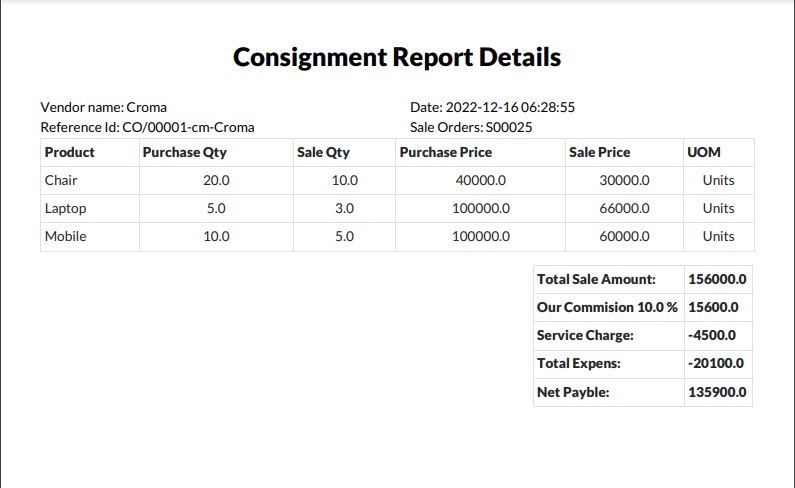 Consignment Report Details
Vendor name: Croma Date: 2022-12-16 06:28:55
Reference Id: CO/00001-cm-Croma Sale Orders: S00025
Product Purchase Qty Sale Qty Purchase Price Sale Price UOM
Chair 20.0 10.0 40000.0 30000.0 Units
Laptop 5.0 3.0 100000.0 66000.0 Units
Mobile 10.0 5.0 100000.0 60000.0 Units
Total Sale Amount: 156000.0
Our Commision 10.0 % 15600.0
Service Charge: -4500.0
Total Expens: -20100.0
Net Payble: 135900.0